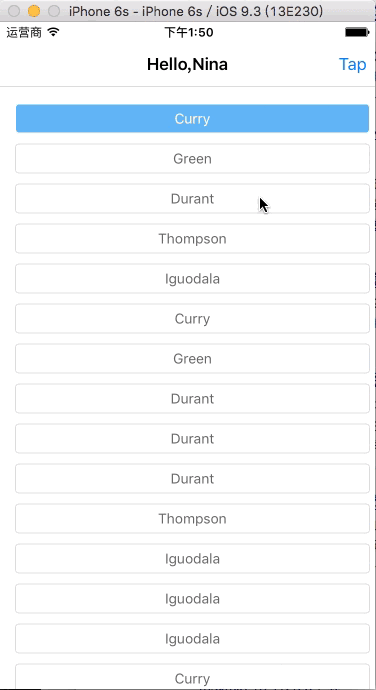 iPhone 6s - iPhone 6s / iOS 9.3 (13E230)
运营商 下午1:50
Hello,Nina Tap
Curry
Green
Durant
Thompson
Iguodala
Curry
Green
Durant
Durant
Durant
Thompson
Iguodala
Iguodala
Iguodala
Curry